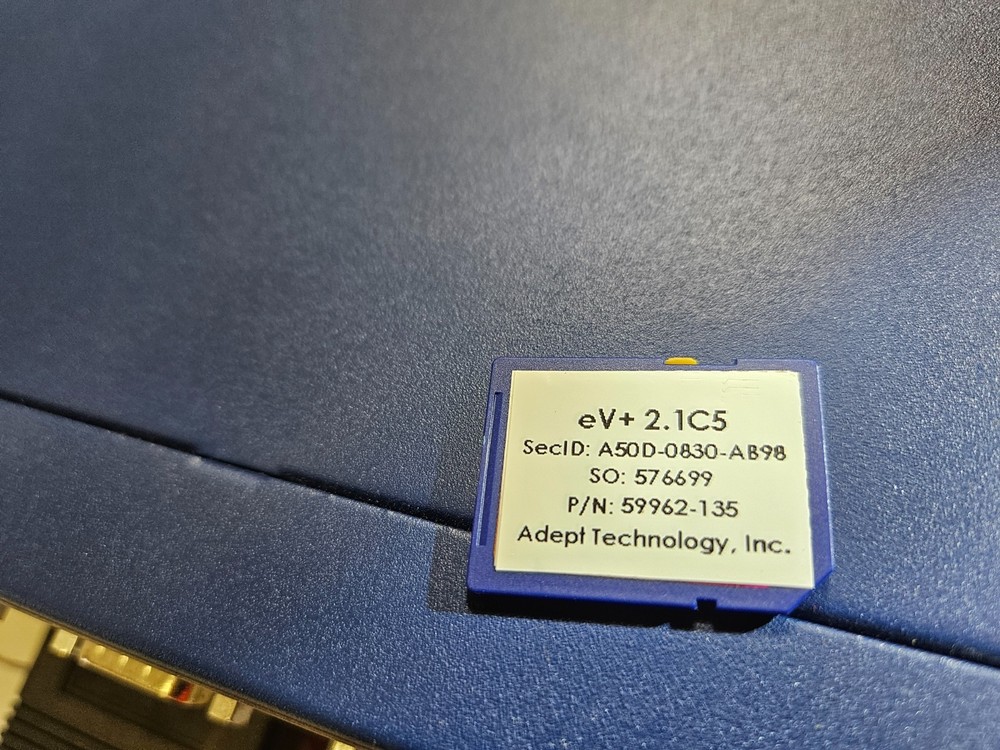 eV+ 2.1C5
SecID: A50D-0830-AB98
SO: 576699
P/N: 59962-135
Adept Technology, Inc.